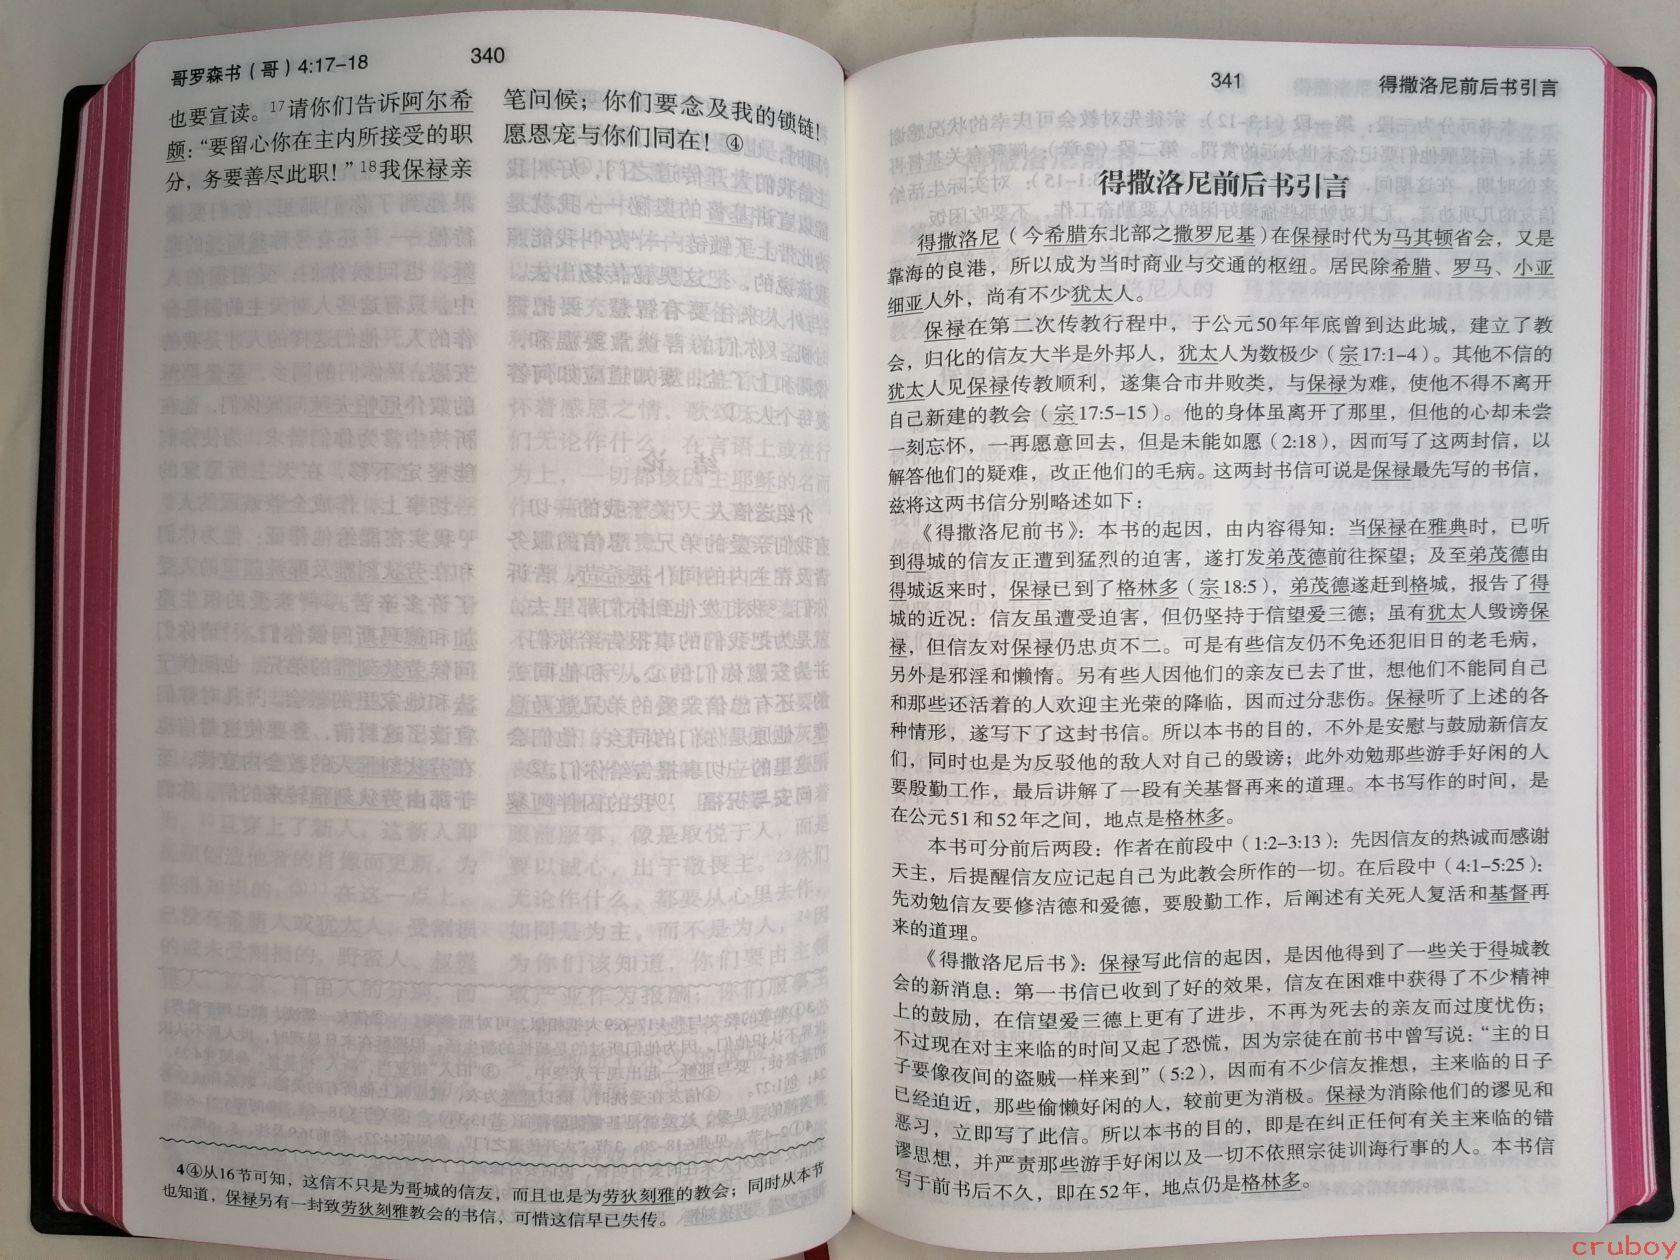 哥罗森书（哥）4:17-18
340
也要宣读。17请你们告诉阿尔希
颇：“要留心你在主内所接受的职
分，务要善尽此职！”18我保禄亲
笔问候；你们要念及我的锁链！
愿恩宠与你们同在！④
4④从16节可知，这信不只是为哥城的信友，而且也是为劳狄刻雅的教会；同时从本节
也知道，保禄另有一封致劳狄刻雅教会的书信，可惜这信早已失传。
341
得撒洛尼前后书引言
得撒洛尼前后书引言
得撒洛尼（今希腊东北部之撒罗尼基）在保禄时代为马其顿省会，又是
靠海的良港，所以成为当时商业与交通的枢纽。居民除希腊、罗马、小亚
细亚人外，尚有不少犹太人。
保禄在第二次传教行程中，于公元50年年底曾到达此城，建立了教
会，归化的信友大半是外邦人，犹太人为数极少（宗17:1-4）。其他不信的
犹太人见保禄传教顺利，遂集合市井败类，与保禄为难，使他不得不离开
自己新建的教会（宗17:5-15）。他的身体虽离开了那里，但他的心却未尝
一刻忘怀，一再愿意回去，但是未能如愿（2:18），因而写了这两封信，以
解答他们的疑难，改正他们的毛病。这两封书信可说是保禄最先写的书信，
兹将这两书信分别略述如下：
《得撒洛尼前书》：本书的起因，由内容得知：当保禄在雅典时，已听
到得城的信友正遭到猛烈的迫害，遂打发弟茂德前往探望；及至弟茂德由
得城返来时，保禄已到了格林多（宗18:5），弟茂德遂赶到格城，报告了得
城的近况：信友虽遭受迫害，但仍坚持于信望爱三德；虽有犹太人毁谤保
禄，但信友对保禄仍忠贞不二。可是有些信友仍不免还犯旧日的老毛病，
另外是邪淫和懒惰。另有些人因他们的亲友已去了世，想他们不能同自己
和那些还活着的人欢迎主光荣的降临，因而过分悲伤。保禄听了上述的各
种情形，遂写下了这封书信。所以本书的目的，不外是安慰与鼓励新信友
们，同时也是为反驳他的敌人对自己的毁谤；此外劝勉那些游手好闲的人
要殷勤工作，最后讲解了一段有关基督再来的道理。本书写作的时间，是
在公元51和52年之间，地点是格林多。
本书可分前后两段：作者在前段中（1:2-3:13）：先因信友的热诚而感谢
天主，后提醒信友应记起自己为此教会所作的一切。在后段中（4:1-5:25）：
先劝勉信友要修洁德和爱德，要殷勤工作，后阐述有关死人复活和基督再
来的道理。
《得撒洛尼后书》：保禄写此信的起因，是因他得到了一些关于得城教
会的新消息：第一书信已收到了好的效果，信友在困难中获得了不少精神
上的鼓励，在信望爱三德上更有了进步，不再为死去的亲友而过度忧伤；
不过现在对主来临的时间又起了恐慌，因为宗徒在前书中曾写说：“主的日
子要像夜间的盗贼一样来到”（5:2），因而有不少信友推想，主来临的日子
已经迫近，那些偷懒好闲的人，较前更为消极。保禄为消除他们的谬见和
恶习，立即写了此信。所以本书的目的，即是在纠正任何有关主来临的错
谬思想，并严责那些游手好闲以及一切不依照宗徒训诲行事的人。本书信
写于前书后不久，即在52年，地点仍是格林多。
cruboy